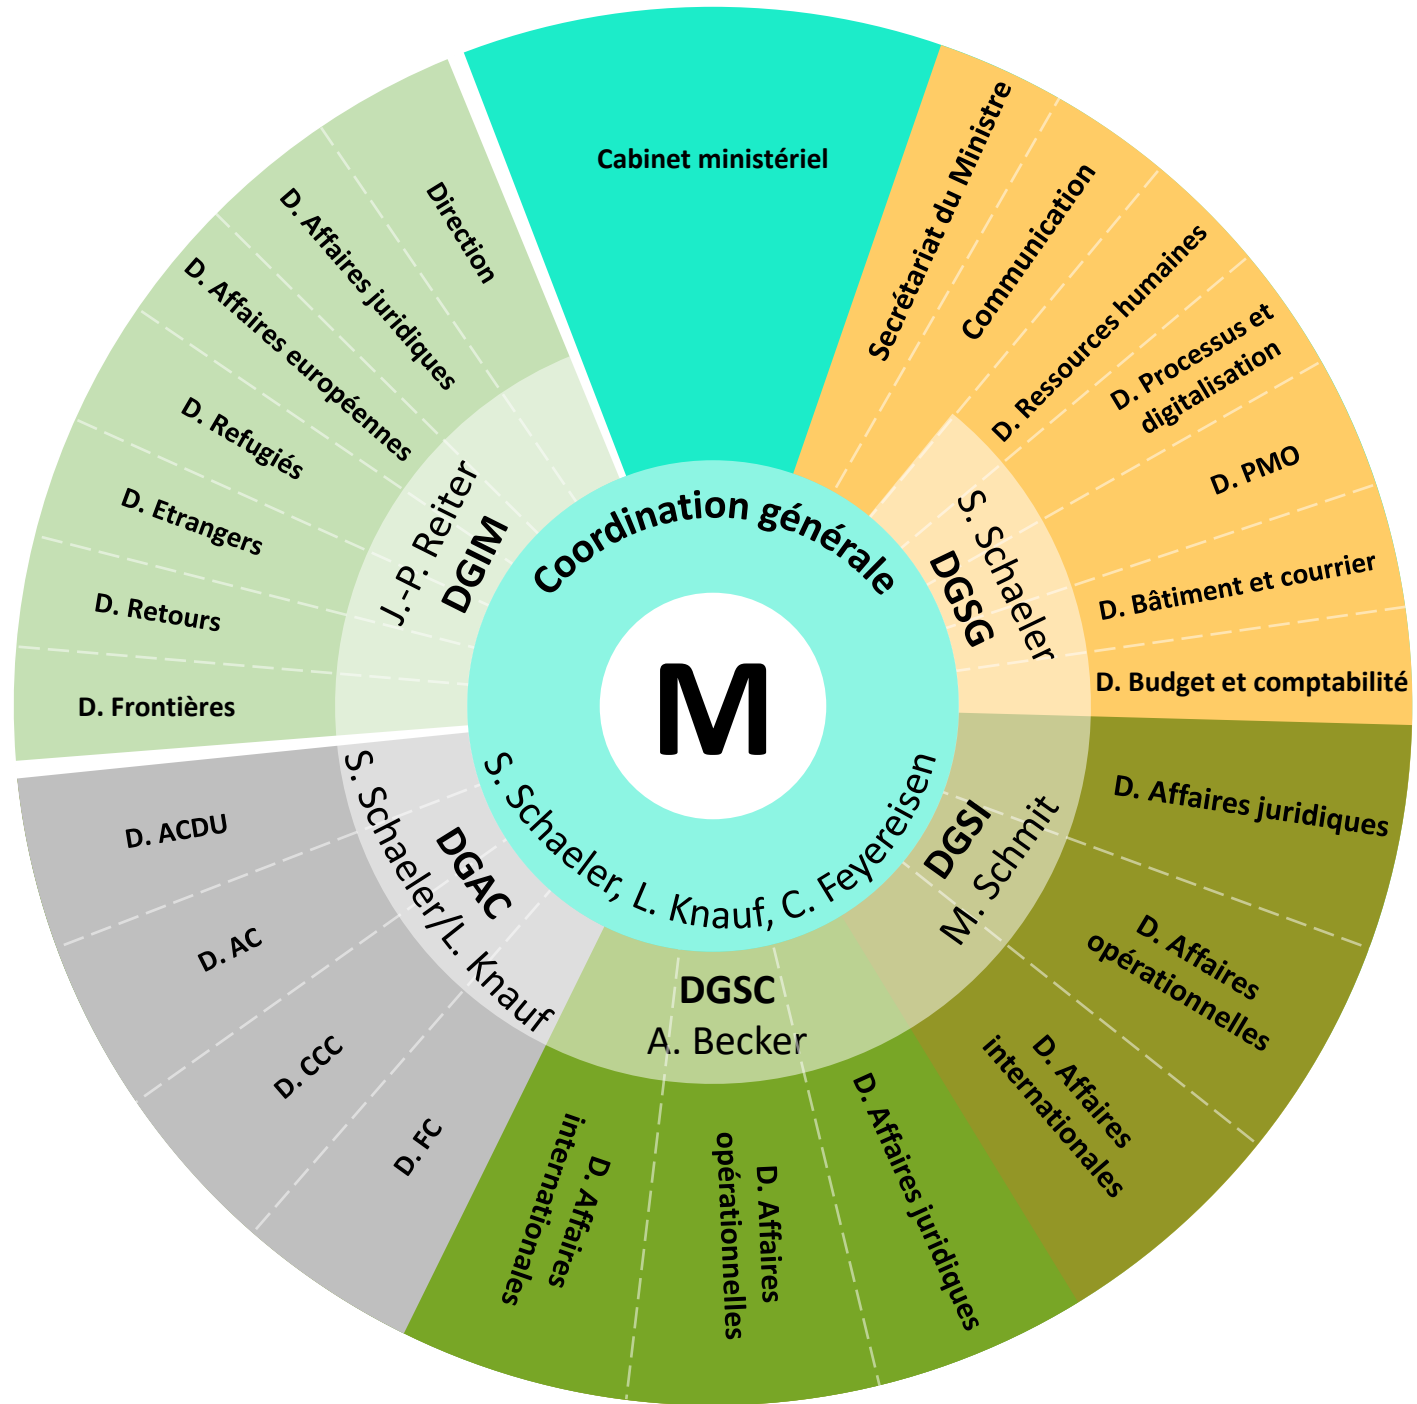 Cabinet ministériel
Secrétariat du Ministre
Communication
D. Ressources humaines
D. Processus et
digitalisation
D. PMO
D. Bâtiment et courrier
D. Budget et comptabilité
S. Schaeler
DGSG
D. Affaires juridiques
D. Affaires
opérationnelles
D. Affaires
internationales
DGSI
M. Schmit
D. Affaires juridiques
D. Affaires
opérationnelles
D. Affaires
internationales
DGSC
A. Becker
D. FC
D. CCC
D. AC
D. ACDU
DGAC
S. Schaeler/L. Knauf
D. Frontières
D. Retours
D. Etrangers
D. Refugiés
D. Affaires européennes
D. Affaires juridiques
Direction
J.-P. Reiter
DGIM
Coordination générale
M
S. Schaeler, L. Knauf, C. Feyereisen